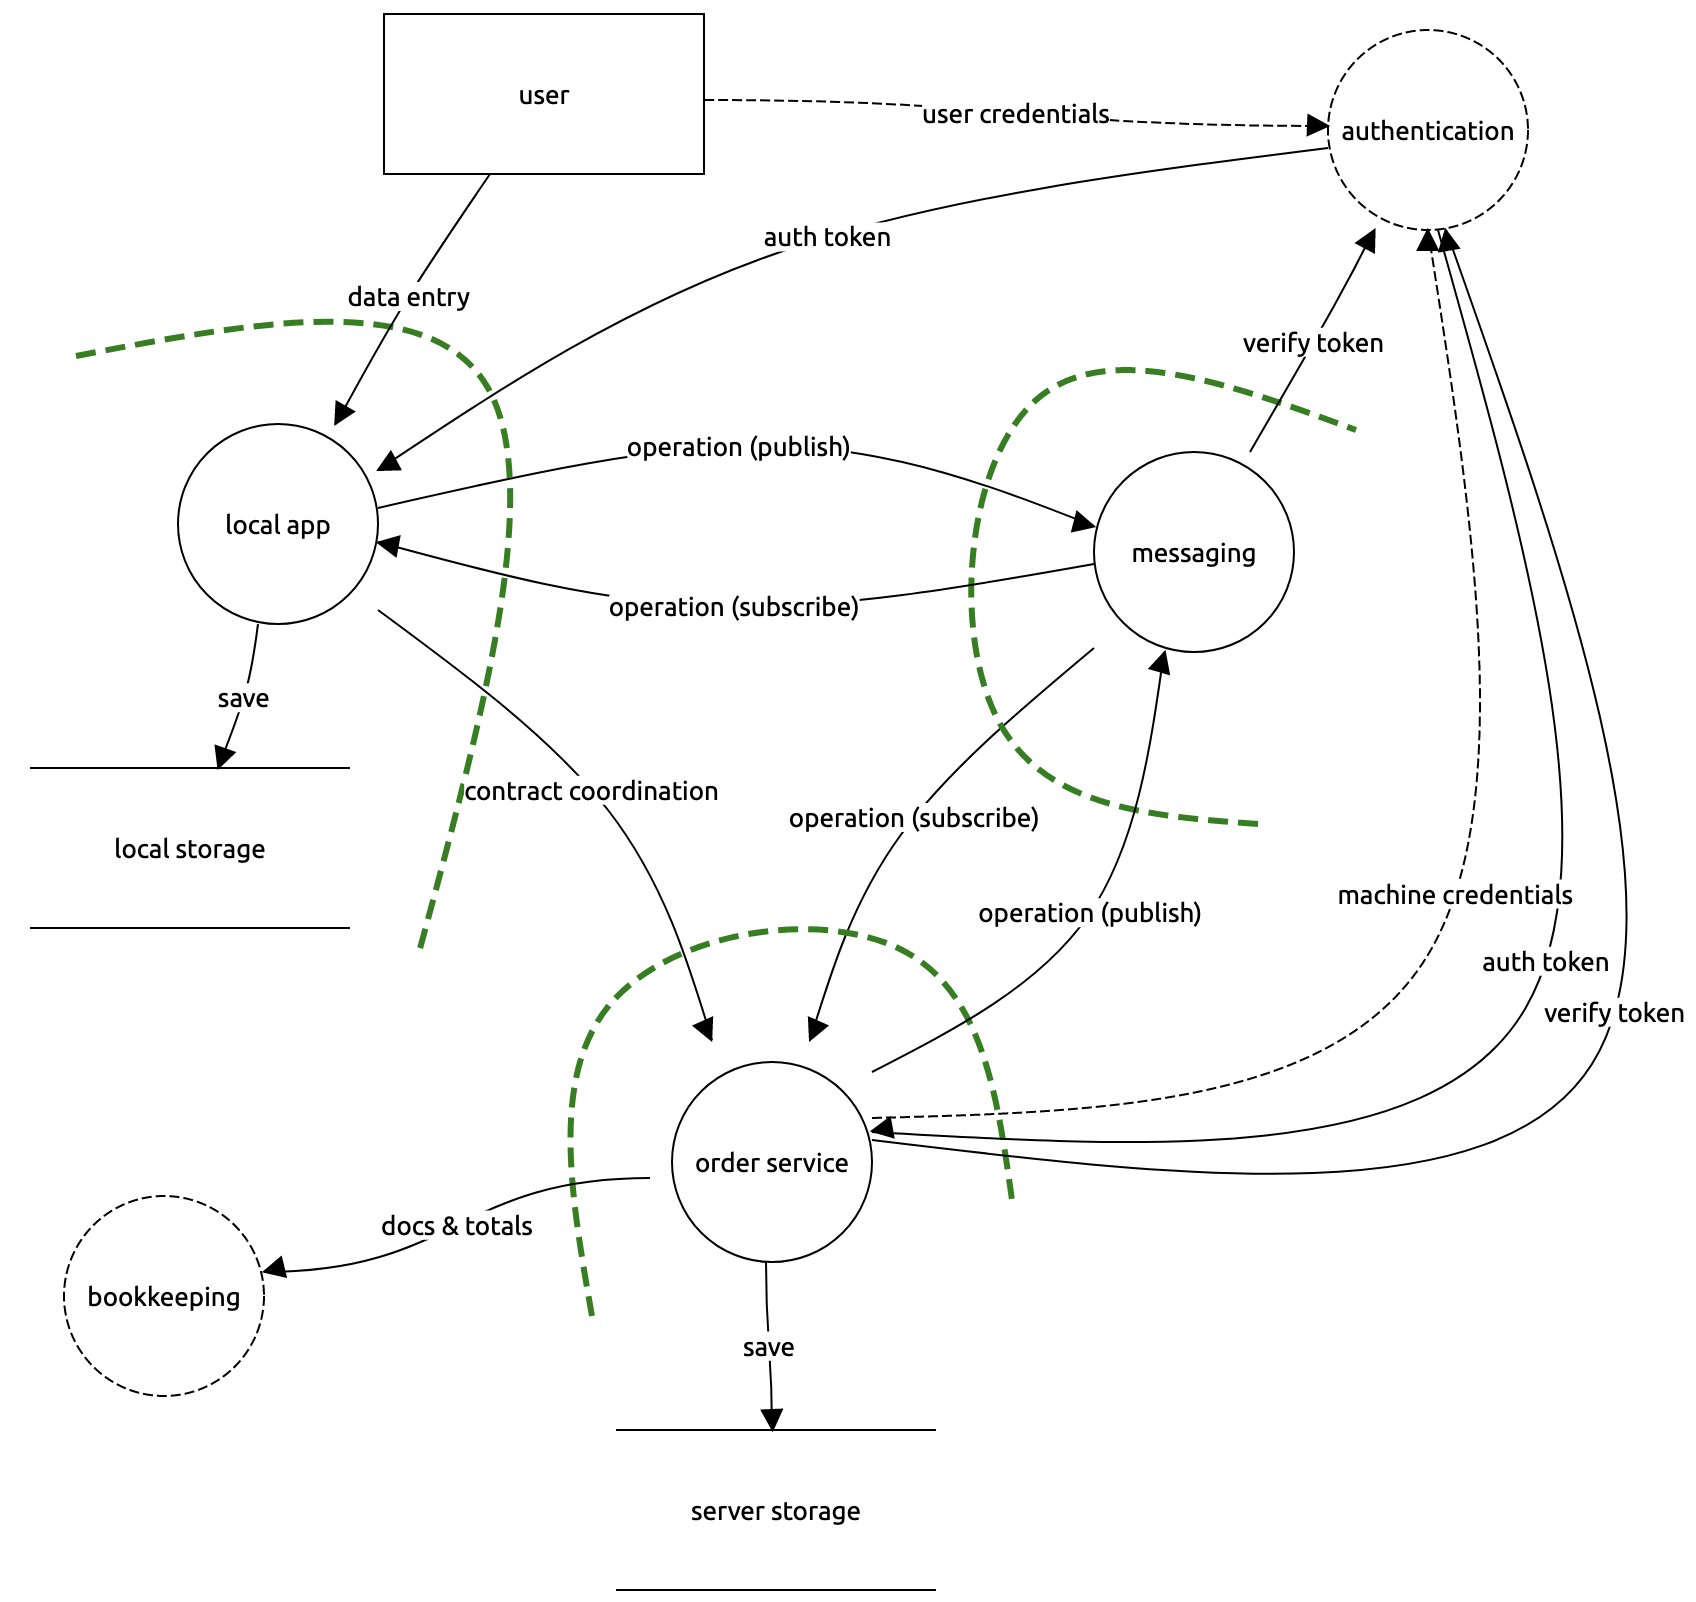 user
user credentials
authentication
auth token
data entry
verify token
operation (publish)
local app
messaging
operation (subscribe)
save
contract coordination
operation (subscribe)
local storage
machine credentials
operation (publish)
auth token
verify token
order service
docs & totals
bookkeeping
save
server storage